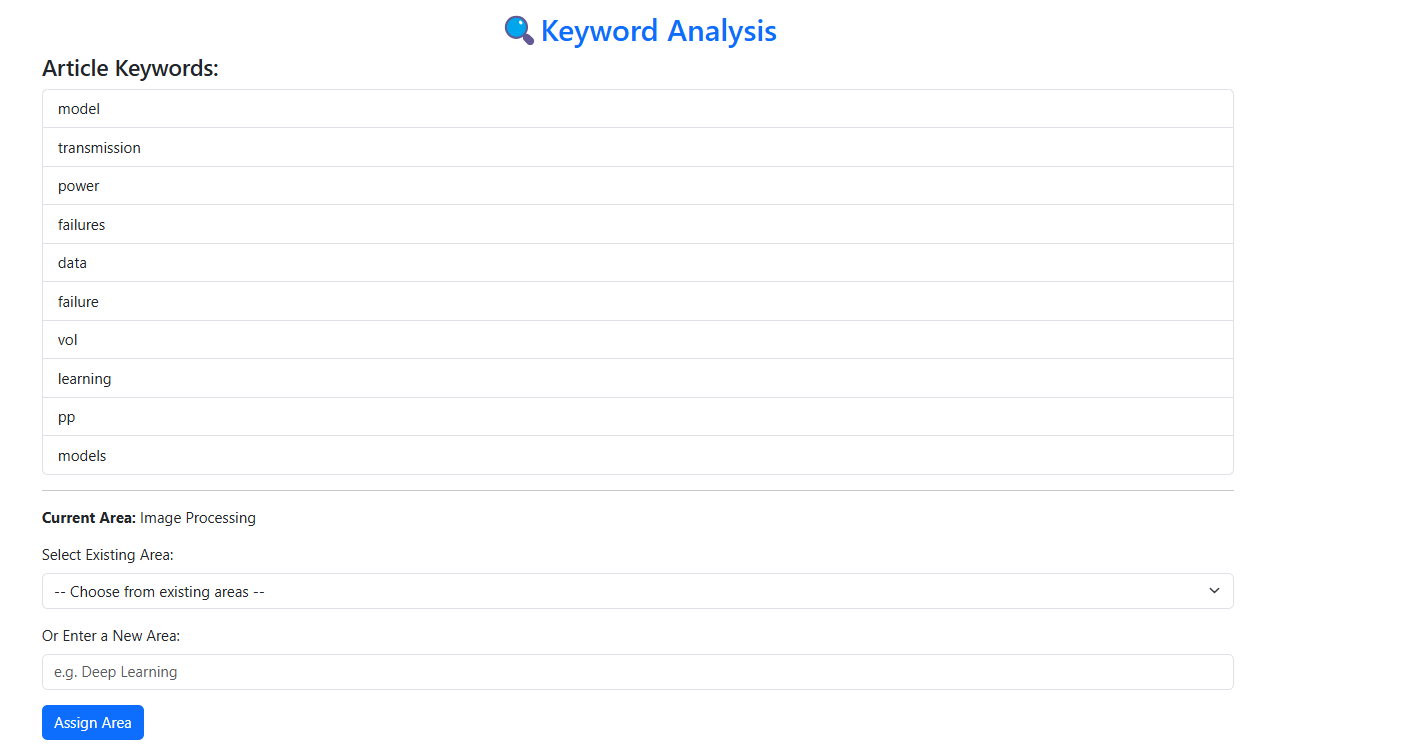 Keyword Analysis
Article Keywords:
model
transmission
power
failures
data
failure
vol
learning
pp
models
Current Area: Image Processing
Select Existing Area:
-- Choose from existing areas --
Or Enter a New Area:
e.g. Deep Learning
Assign Area